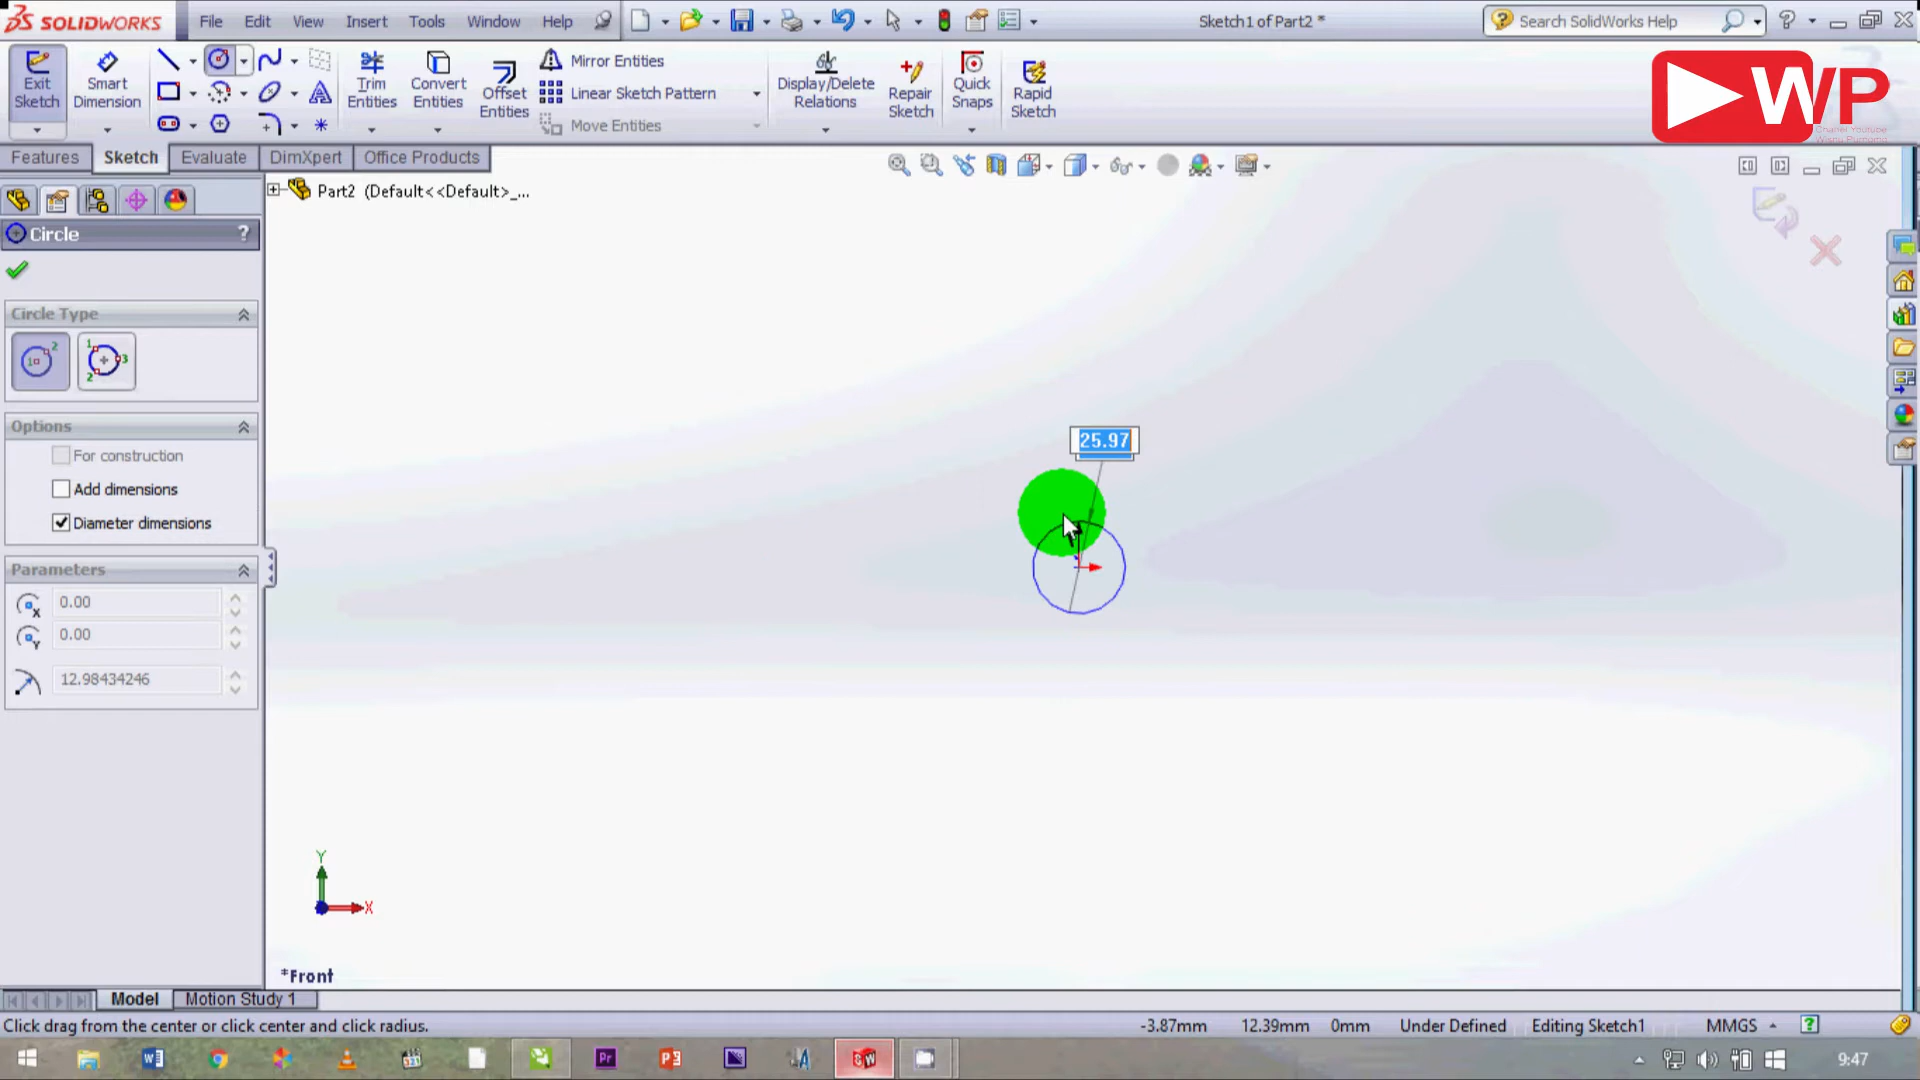 SOLIDWORKS File Edit View Insert Tools Window Help Sketch1 of Part2 * Search SolidWorks Help
Exit Sketch
Smart Dimension
Trim Entities
Convert Entities
Offset Entities
Mirror Entities
Linear Sketch Pattern
Move Entities
Display/Delete Relations
Repair Sketch
Quick Snaps
Rapid Sketch
WP
Chanel Youtube
Wisnu Purnama
Features Sketch Evaluate DimXpert Office Products
Part2 (Default<<Default>_...
Circle ?
Circle Type
Options
For construction
Add dimensions
Diameter dimensions
Parameters
0.00
0.00
12.98434246
25.97
Y
X
*Front
Model Motion Study 1
Click drag from the center or click center and click radius. -3.87mm 12.39mm 0mm Under Defined Editing Sketch1 MMGS
9:47